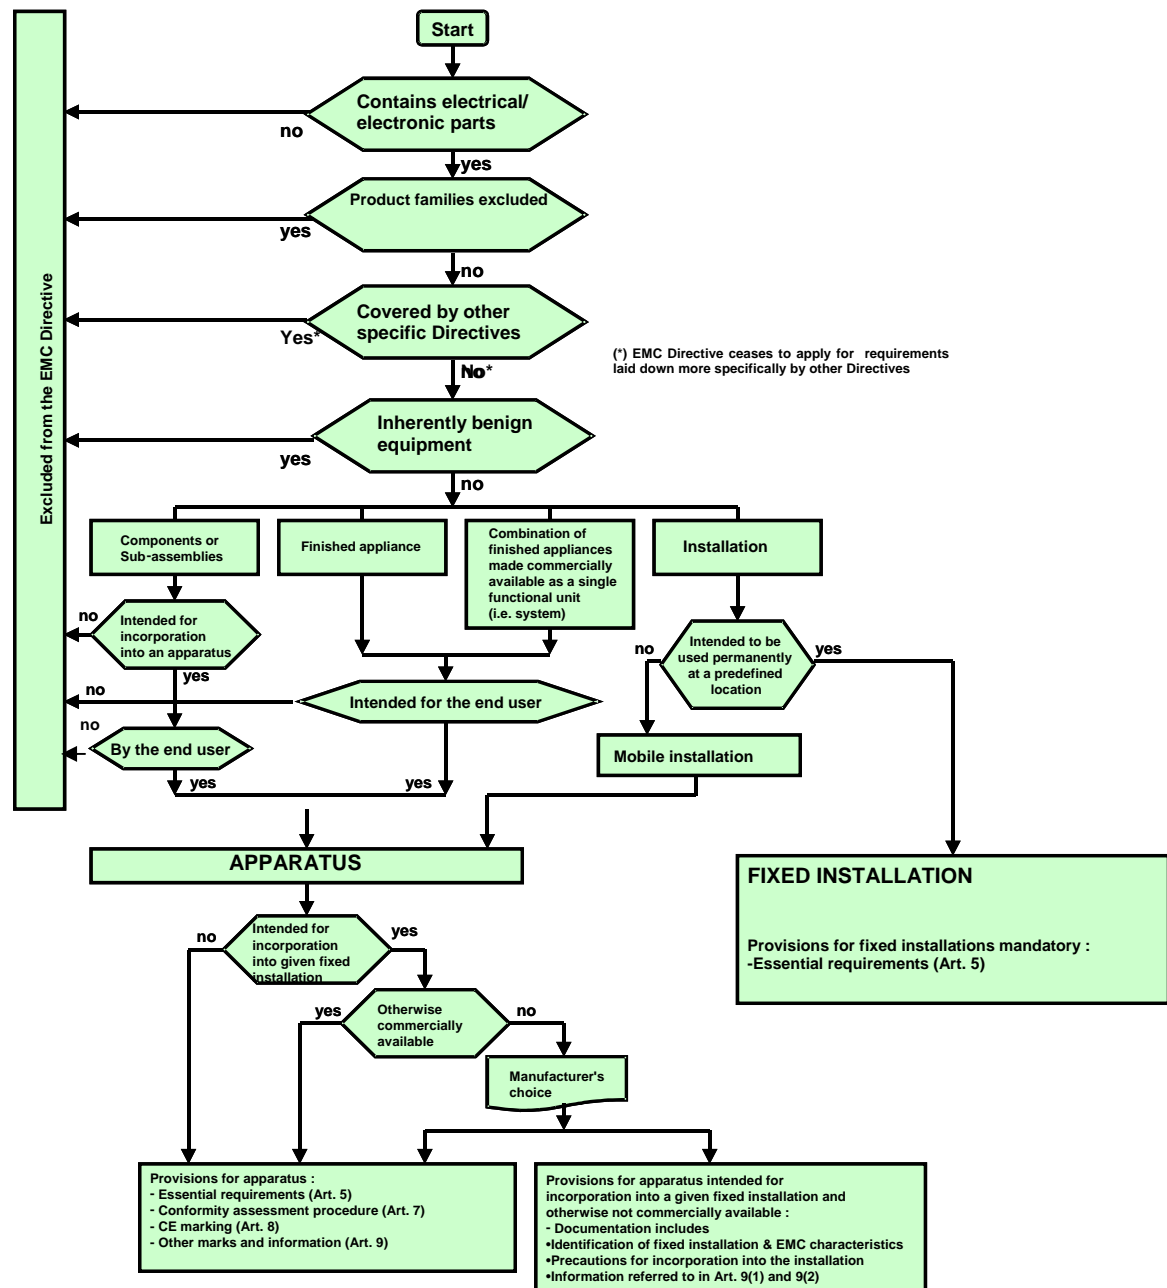 Start
Contains electrical/
electronic parts
no
yes
Product families excluded
yes
no
Excluded from the EMC Directive
Covered by other
specific Directives
Yes*
(*) EMC Directive ceases to apply for requirements
laid down more specifically by other Directives
No*
Inherently benign
equipment
yes
no
Components or
Sub-assemblies
Finished appliance
Combination of
finished appliances
made commercially
available as a single
functional unit
(i.e. system)
Installation
no
Intended for
incorporation
into an apparatus
yes
no
Intended to be
used permanently
at a predefined
location
yes
no
Intended for the end user
no
By the end user
Mobile installation
yes
yes
APPARATUS
FIXED INSTALLATION
Provisions for fixed installations mandatory :
-Essential requirements (Art. 5)
no
Intended for
incorporation
into given fixed
installation
yes
yes
Otherwise
commercially
available
no
Manufacturer's
choice
Provisions for apparatus :
- Essential requirements (Art. 5)
- Conformity assessment procedure (Art. 7)
- CE marking (Art. 8)
- Other marks and information (Art. 9)
Provisions for apparatus intended for
incorporation into a given fixed installation and
otherwise not commercially available :
- Documentation includes
•Identification of fixed installation & EMC characteristics
•Precautions for incorporation into the installation
•Information referred to in Art. 9(1) and 9(2)